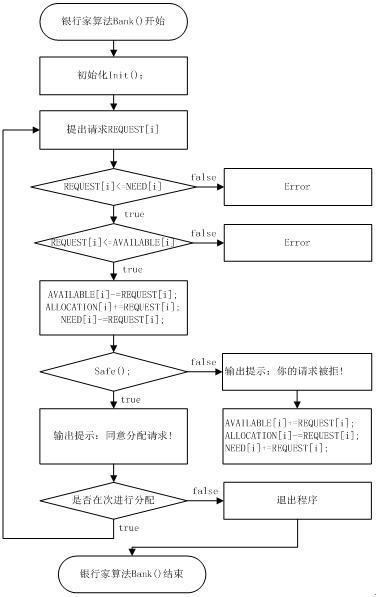 银行家算法Bank()开始
初始化Init();
提出请求REQUEST[i]
REQUEST[i]<=NEED[i]
false
Error
true
REQUEST[i]<=AVAILABLE[i]
false
Error
true
AVAILABLE[i]-=REQUEST[i];
ALLOCATION[i]+=REQUEST[i];
NEED[i]-=REQUEST[i];
Safe();
false
输出提示：你的请求被拒!
true
输出提示：同意分配请求!
AVAILABLE[i]+=REQUEST[i];
ALLOCATION[i]-=REQUEST[i];
NEED[i]+=REQUEST[i];
是否在次进行分配
false
退出程序
true
银行家算法Bank()结束